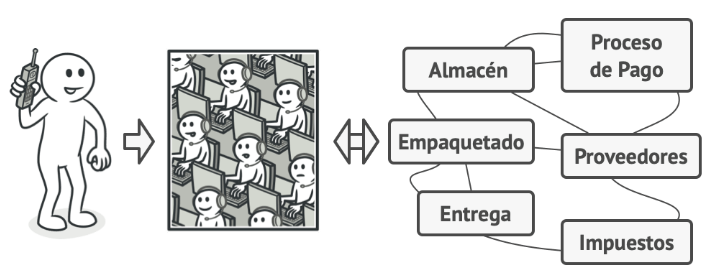 Almacén
Proceso
de Pago
Empaquetado
Proveedores
Entrega
Impuestos